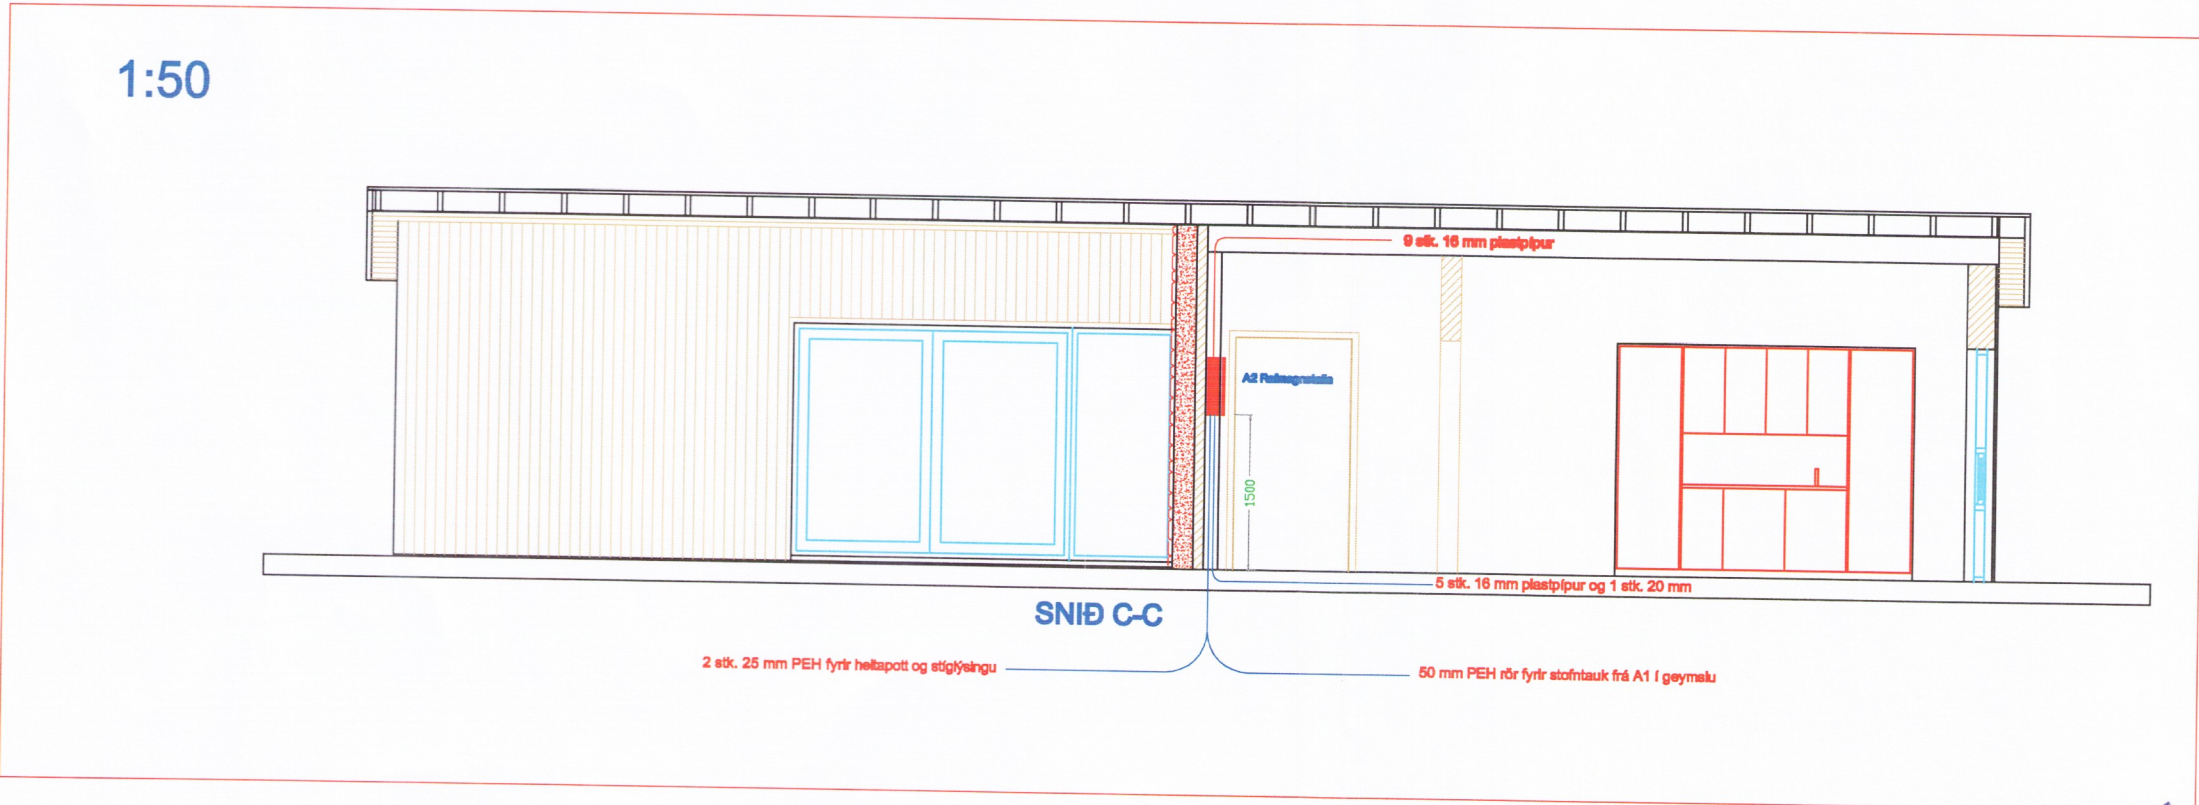 1:50
9 stk. 16 mm plastpípur
A2 Rafmagnstafla
1500
5 stk. 16 mm plastpípur og 1 stk. 20 mm
SNIÐ C-C
2 stk. 25 mm PEH fyrir heitapott og stíglýsingu
50 mm PEH rör fyrir stofntauk frá A1 í geymslu